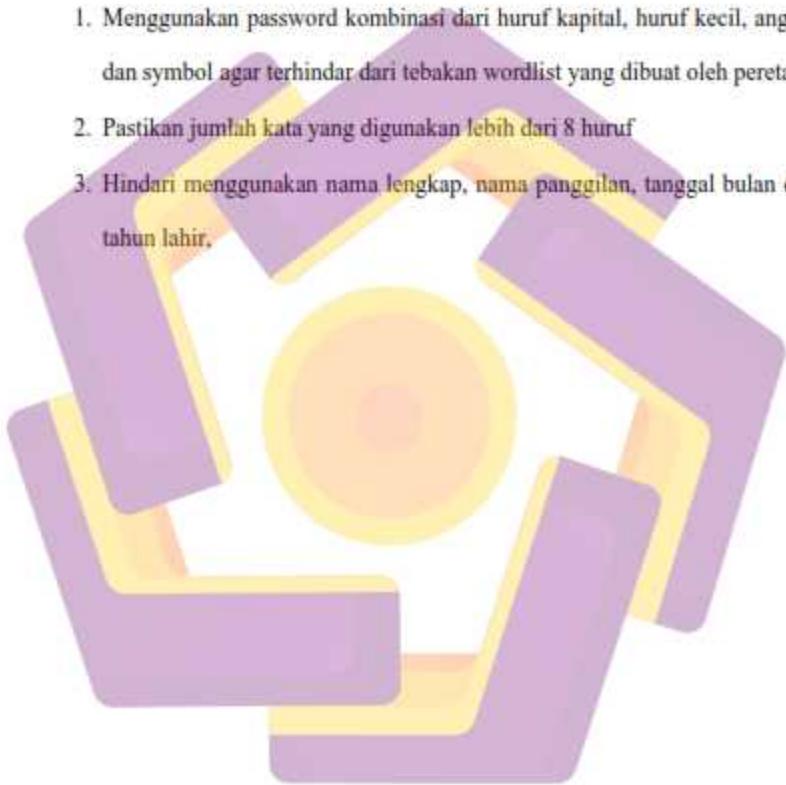 1. Menggunakan password kombinasi dari huruf kapital, huruf kecil,
dan symbol agar terhindar dari tebakan wordlist yang dibuat oleh
2. Pastikan jumlah kata yang digunakan lebih dari 8 huruf
3. Hindari menggunakan nama lengkap, nama panggilan, tanggal bulan
tahun lahir,